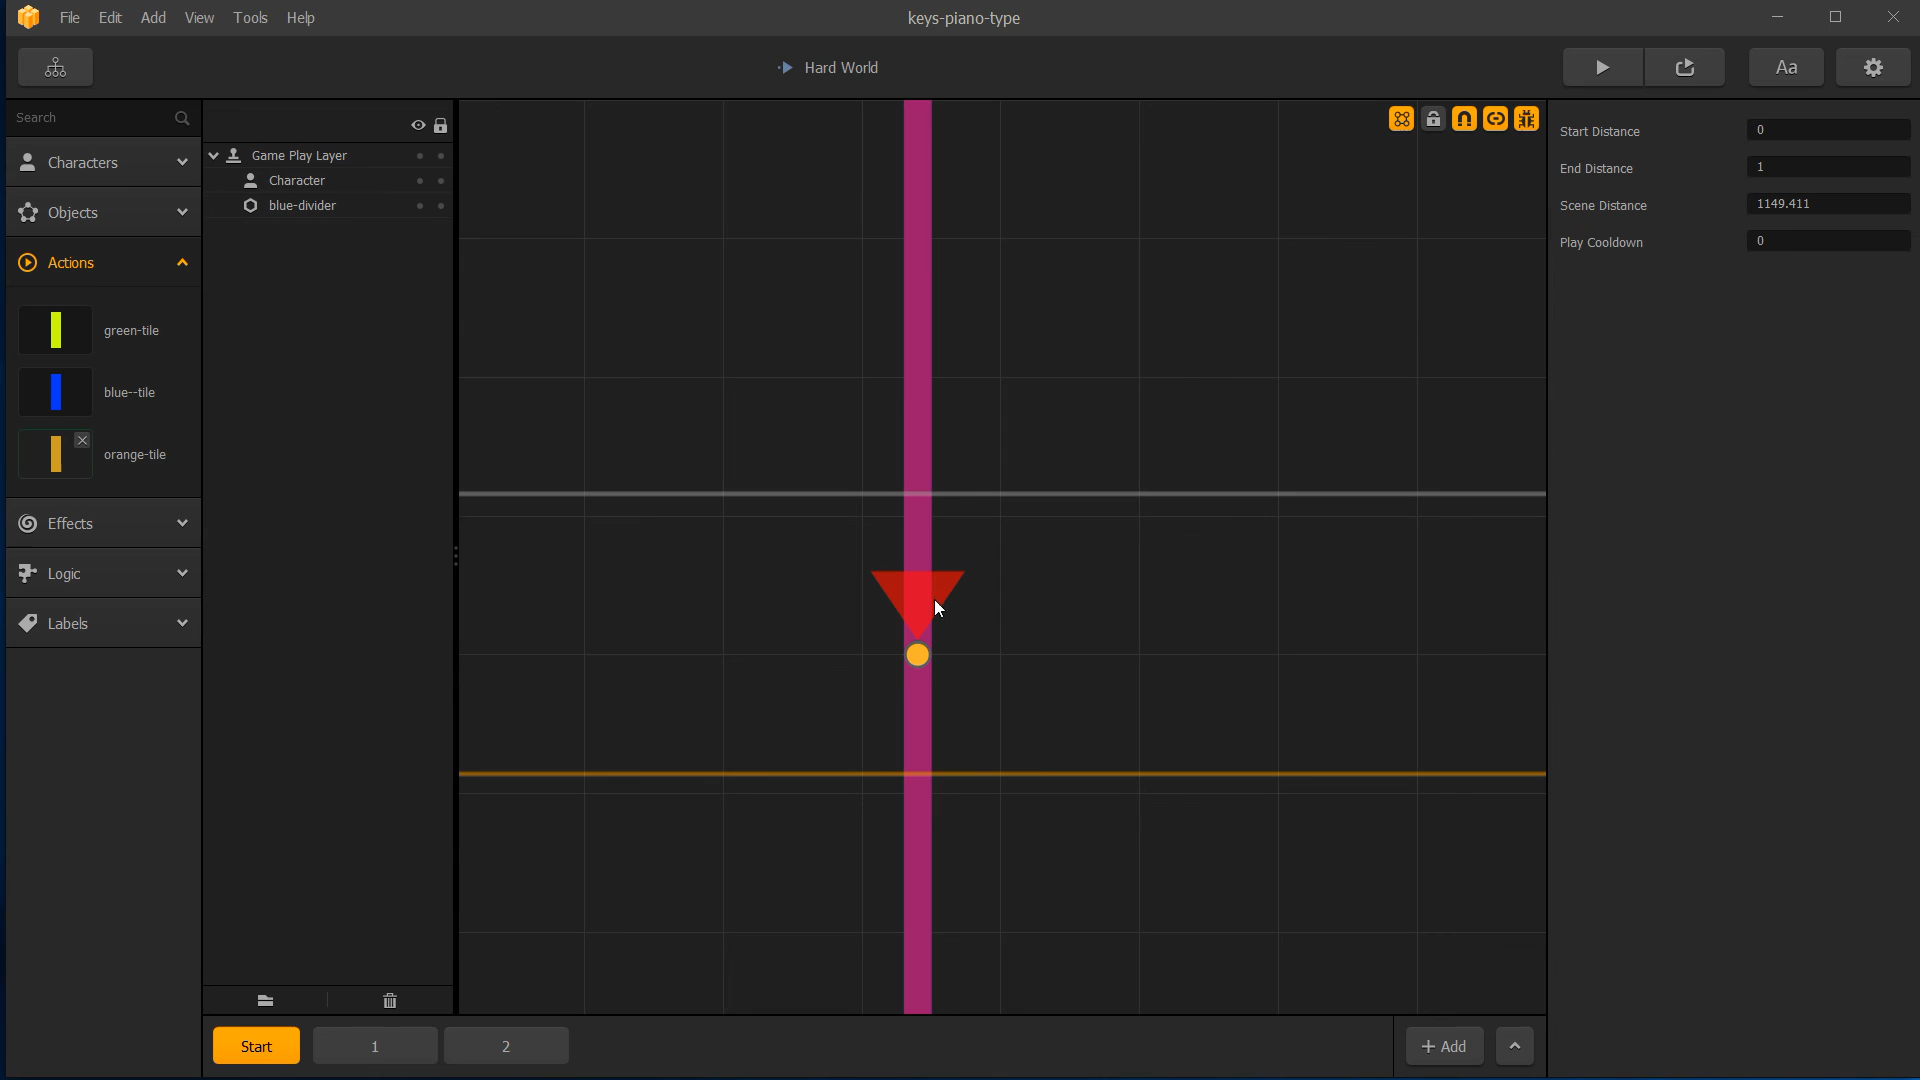 File Edit Add View Tools Help
keys-piano-type
Hard World
Aa
Search
Characters
Objects
Actions
green-tile
blue--tile
orange-tile
Effects
Logic
Labels
Game Play Layer
Character
blue-divider
Start Distance 0
End Distance 1
Scene Distance 1149.411
Play Cooldown 0
Start 1 2
+ Add